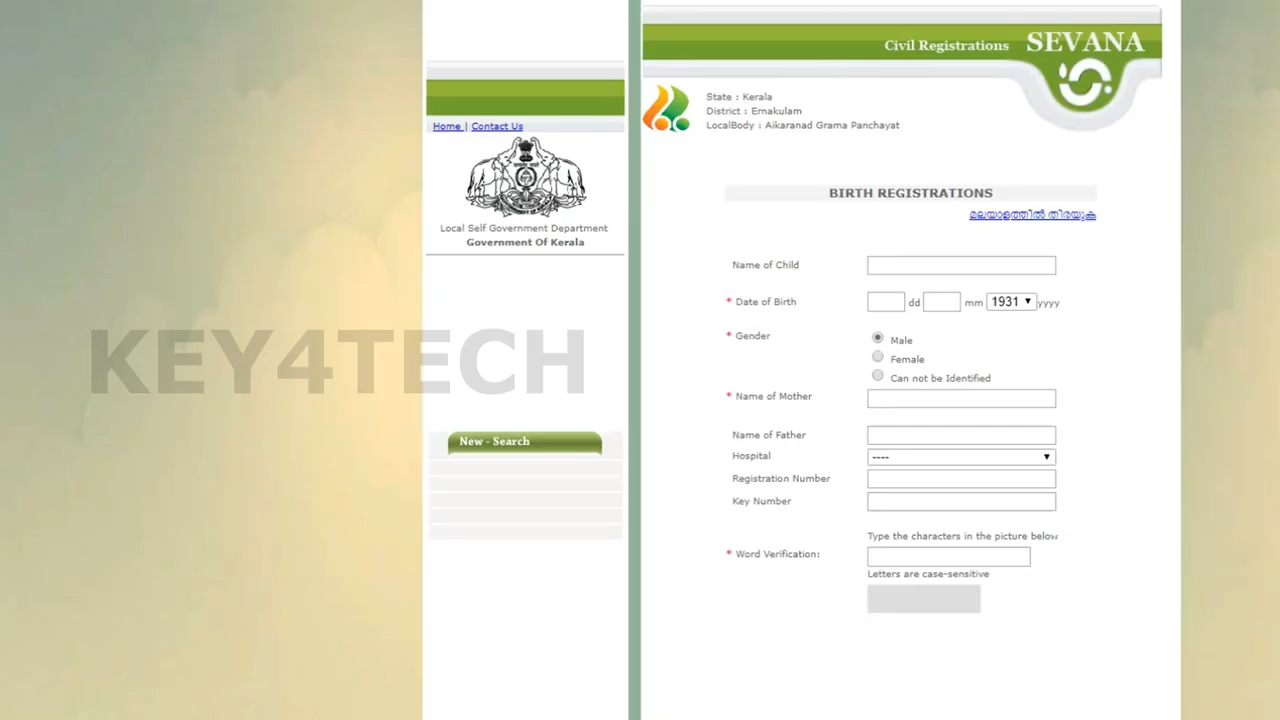 Civil Registrations SEVANA
Home | Contact Us
Local Self Government Department
Government Of Kerala
KEY4TECH
New - Search
State : Kerala
District : Ernakulam
LocalBody : Aikaranad Grama Panchayat
BIRTH REGISTRATIONS
മലയാളത്തില്‍ തിരയുക
Name of Child
* Date of Birth dd mm 1931 yyyy
* Gender
Male
Female
Can not be Identified
* Name of Mother
Name of Father
Hospital ----
Registration Number
Key Number
Type the characters in the picture below
* Word Verification:
Letters are case-sensitive